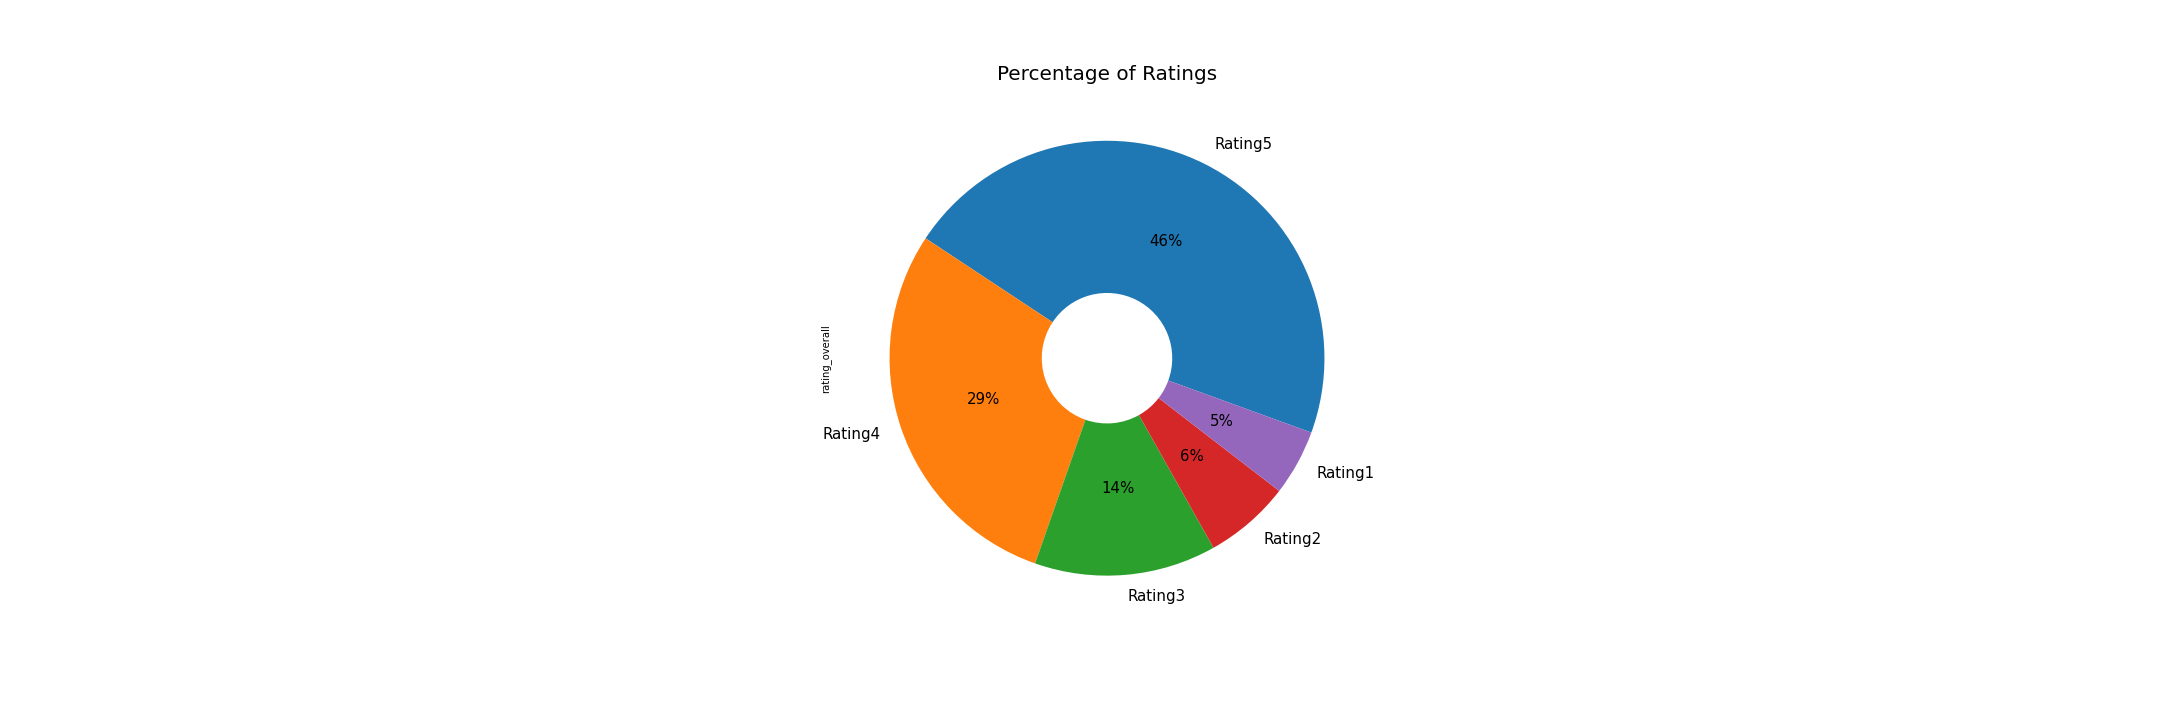 Percentage of Ratings
Rating5
46%
rating_overall
29%
Rating4
5%
6%
Rating1
14%
Rating2
Rating3